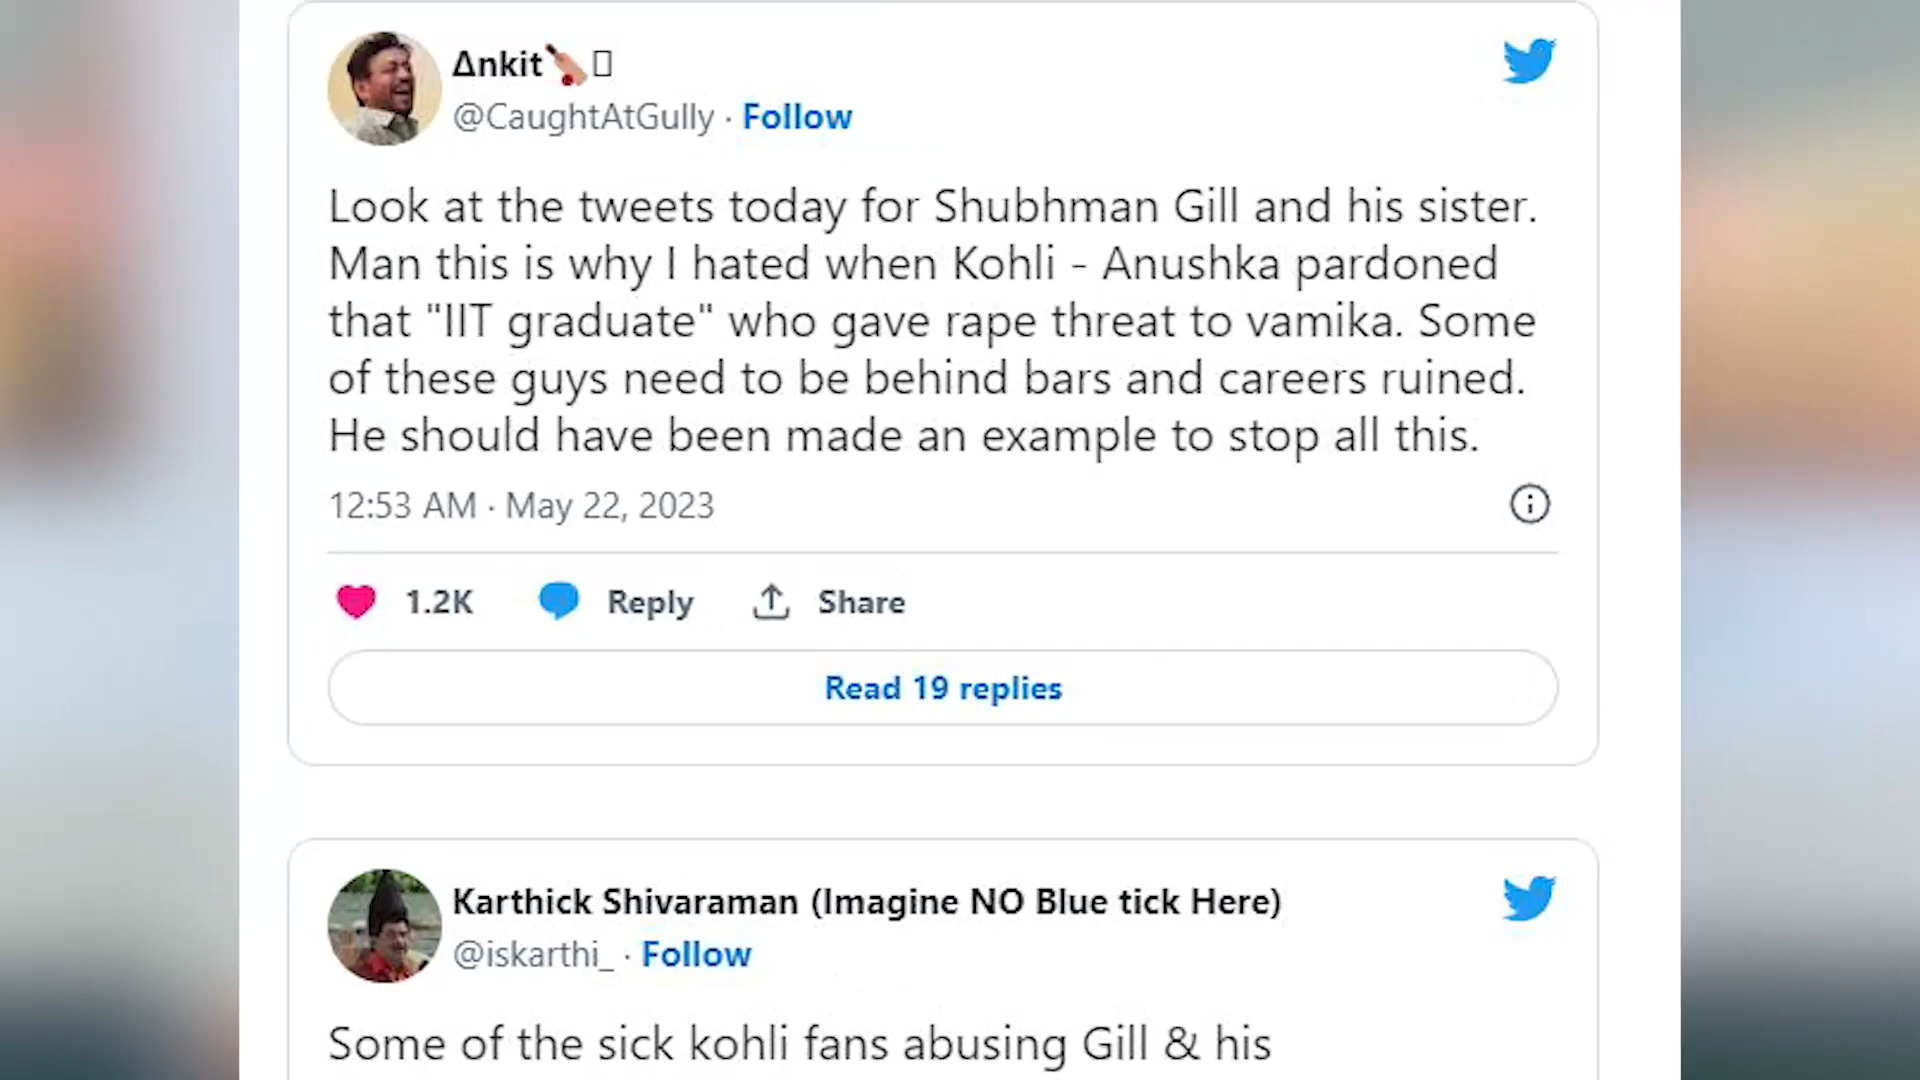 Δnkit
@CaughtAtGully · Follow
Look at the tweets today for Shubhman Gill and his sister.
Man this is why I hated when Kohli - Anushka pardoned
that "IIT graduate" who gave rape threat to vamika. Some
of these guys need to be behind bars and careers ruined.
He should have been made an example to stop all this.
12:53 AM · May 22, 2023
1.2K Reply Share
Read 19 replies
Karthick Shivaraman (Imagine NO Blue tick Here)
@iskarthi_ · Follow
Some of the sick kohli fans abusing Gill & his